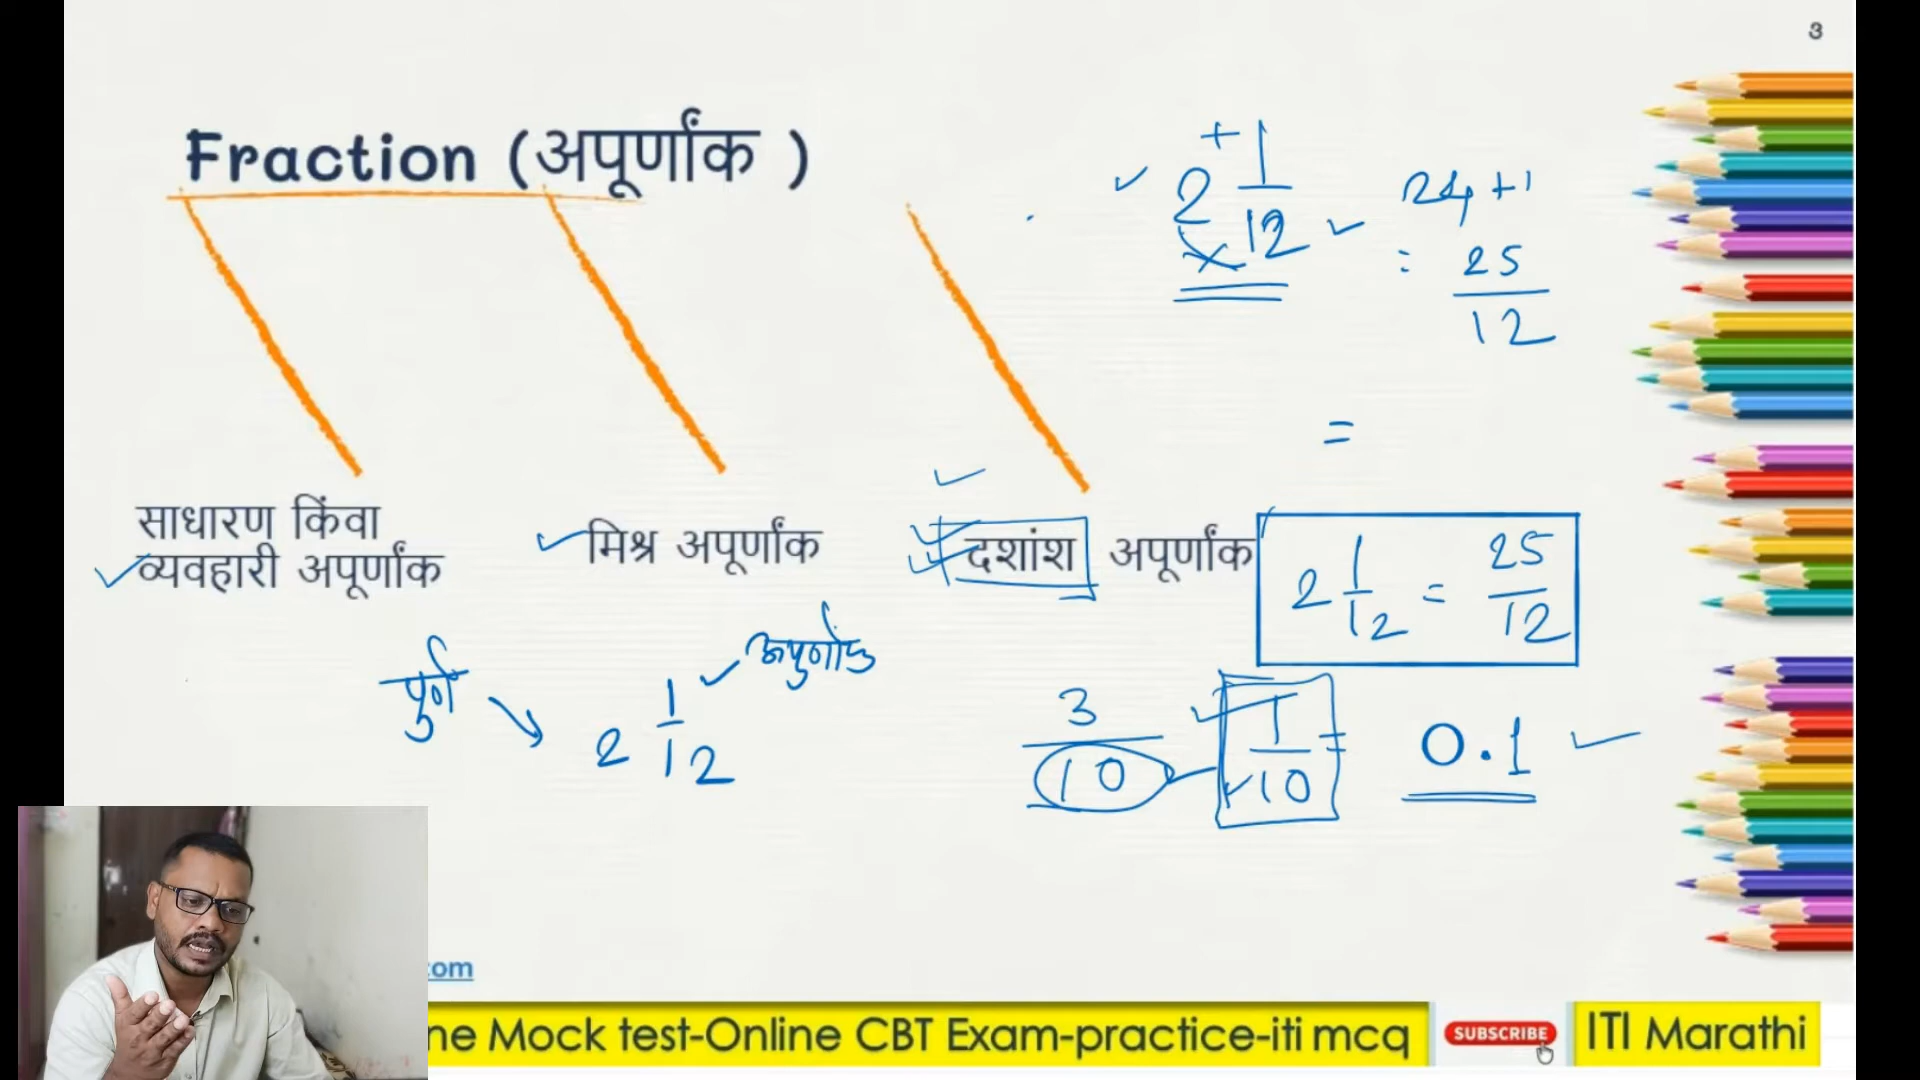 3
Fraction (अपूर्णांक )
2 + 1/12
24 + 1
= 25/12
=
साधारण किंवा
व्यवहारी अपूर्णांक
मिश्र अपूर्णांक
दशांश अपूर्णांक
2 1/12 = 25/12
पुर्ण
2 1/12
अपुर्णांक
3/10
1/10 = 0.1
com
ne Mock test-Online CBT Exam-practice-iti mcq
SUBSCRIBE
ITI Marathi